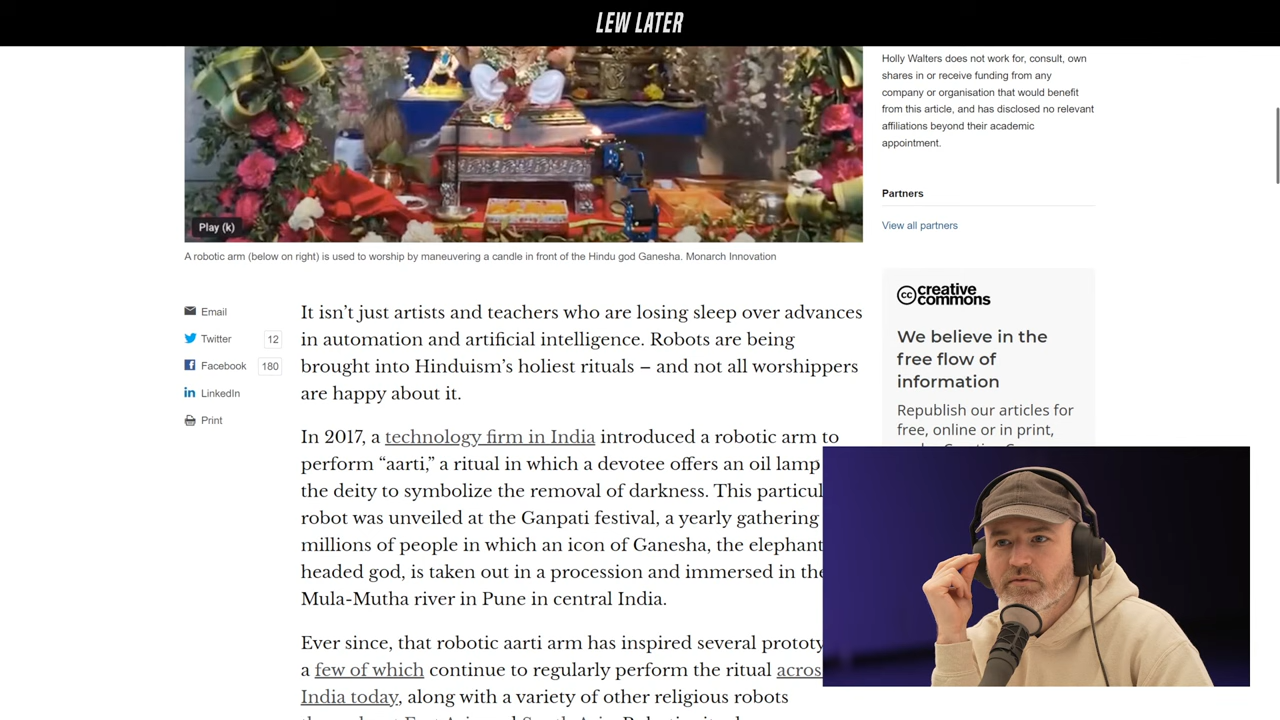 LEW LATER
Play (k)
A robotic arm (below on right) is used to worship by maneuvering a candle in front of the Hindu god Ganesha. Monarch Innovation
Email
Twitter 12
Facebook 180
LinkedIn
Print
It isn’t just artists and teachers who are losing sleep over advances
in automation and artificial intelligence. Robots are being
brought into Hinduism’s holiest rituals – and not all worshippers
are happy about it.
In 2017, a technology firm in India introduced a robotic arm to
perform “aarti,” a ritual in which a devotee offers an oil lamp
the deity to symbolize the removal of darkness. This
robot was unveiled at the Ganpati festival, a yearly gathering
millions of people in which an icon of Ganesha, the elephant
headed god, is taken out in a procession and immersed in the
Mula-Mutha river in Pune in central India.
Ever since, that robotic aarti arm has inspired several
a few of which continue to regularly perform the ritual
India today, along with a variety of other religious robots
Holly Walters does not work for, consult, own
shares in or receive funding from any
company or organisation that would benefit
from this article, and has disclosed no relevant
affiliations beyond their academic
appointment.
Partners
View all partners
cc creative
commons
We believe in the
free flow of
information
Republish our articles for
free, online or in print,